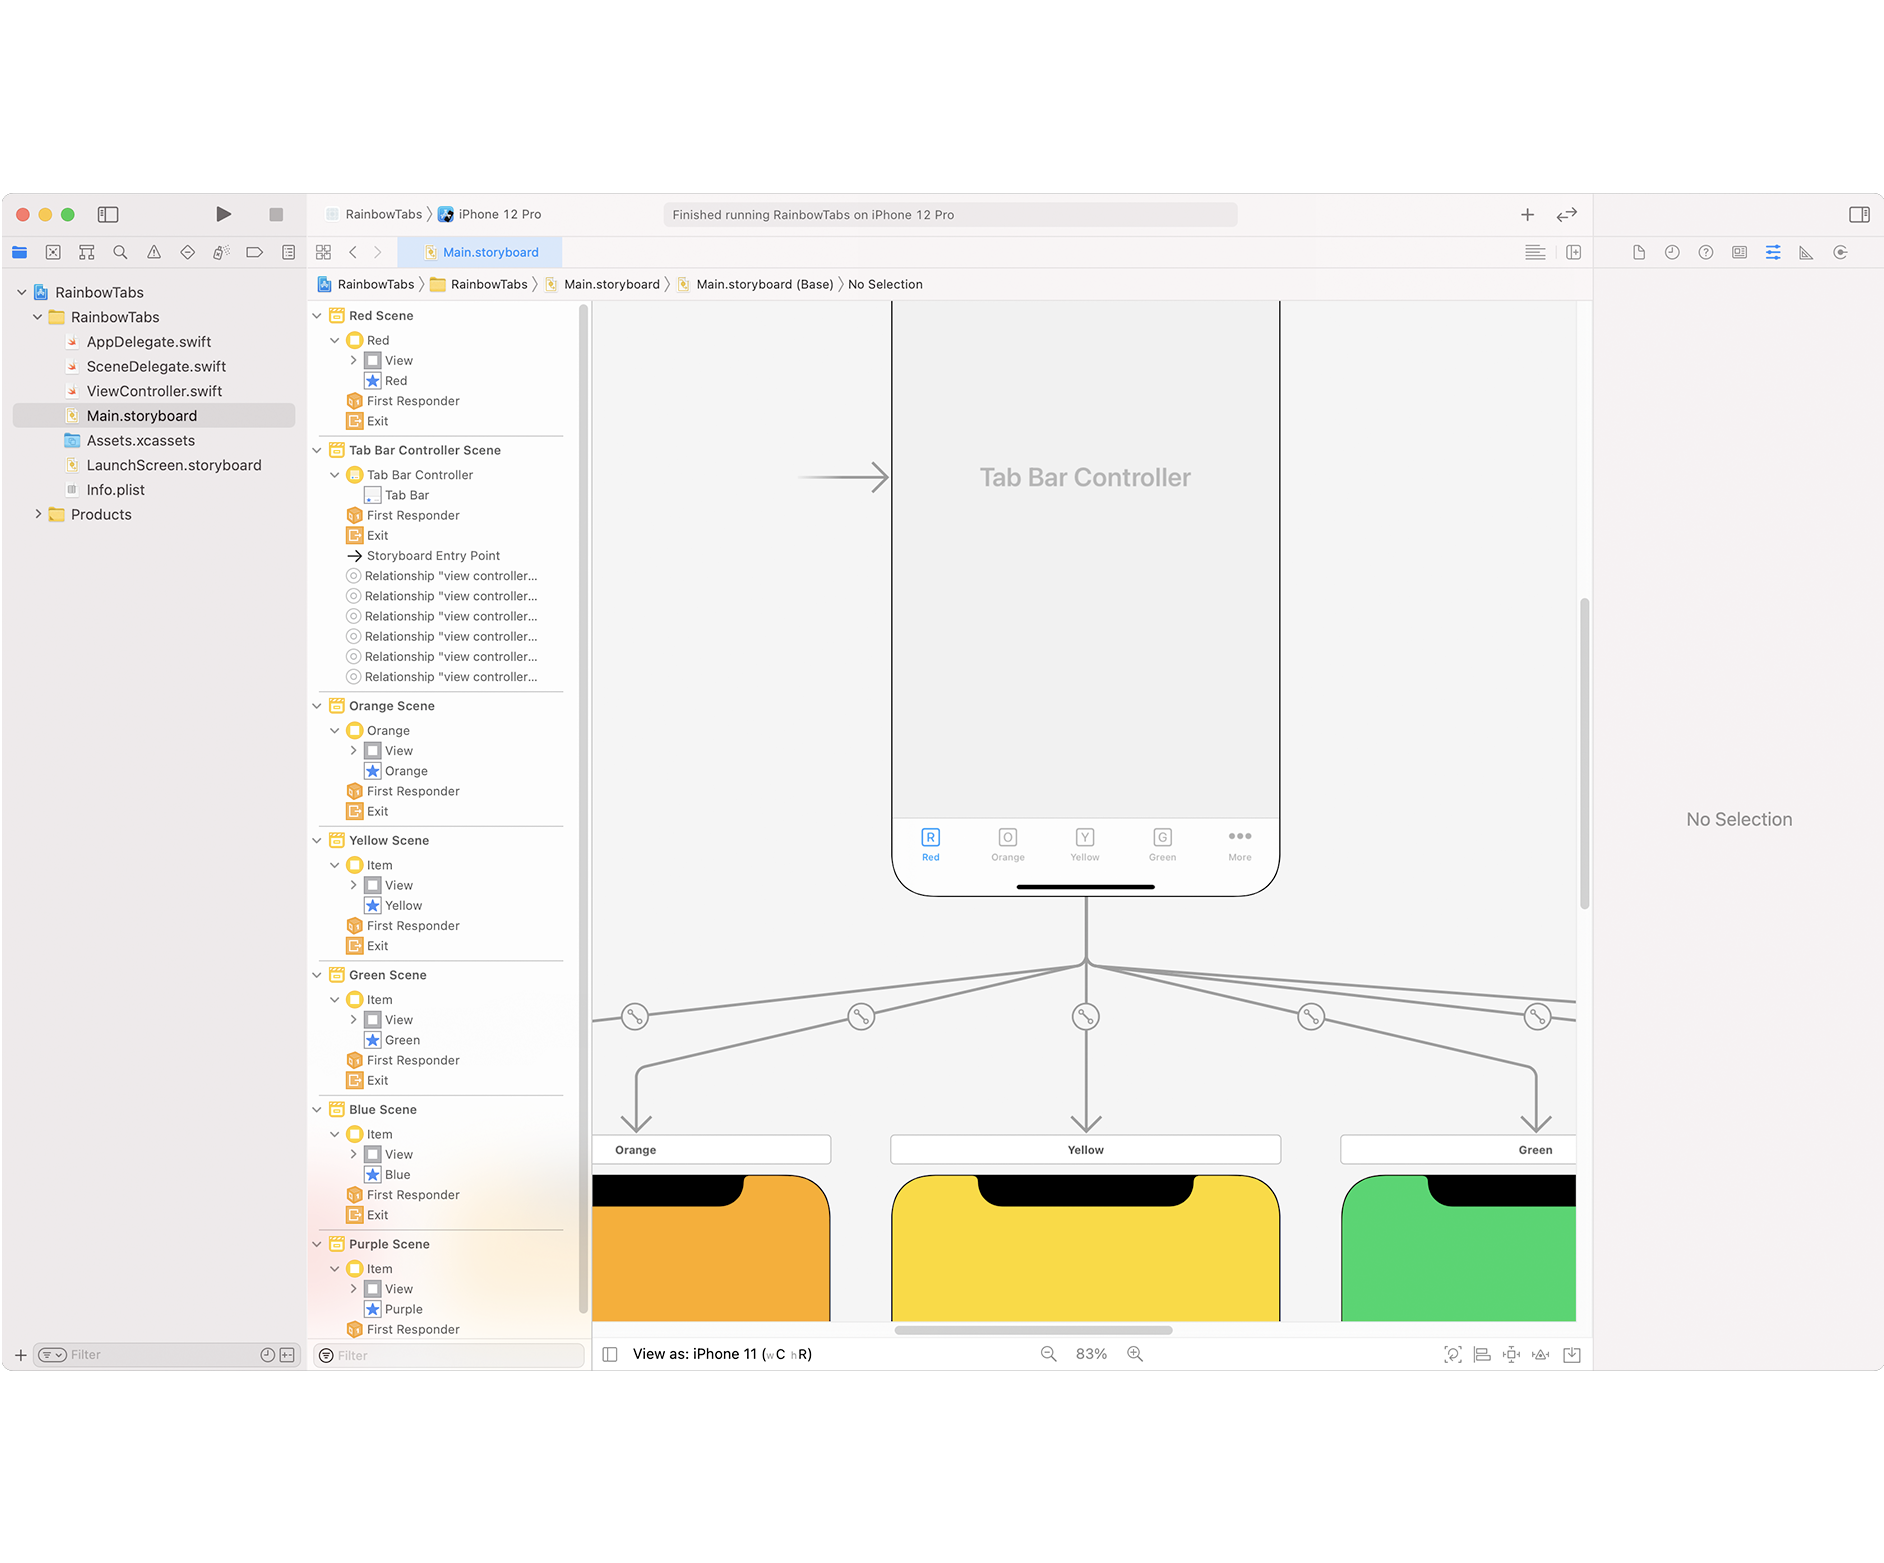 RainbowTabs
iPhone 12 Pro
Finished running RainbowTabs on iPhone 12 Pro
Main.storyboard
RainbowTabs
RainbowTabs
Main.storyboard
Main.storyboard (Base)
No Selection
RainbowTabs
RainbowTabs
AppDelegate.swift
SceneDelegate.swift
ViewController.swift
Main.storyboard
Assets.xcassets
LaunchScreen.storyboard
Info.plist
Products
Filter
Red Scene
Red
View
Red
First Responder
Exit
Tab Bar Controller Scene
Tab Bar Controller
Tab Bar
First Responder
Exit
Storyboard Entry Point
Relationship "view controller...
Relationship "view controller...
Relationship "view controller...
Relationship "view controller...
Relationship "view controller...
Relationship "view controller...
Orange Scene
Orange
View
Orange
First Responder
Exit
Yellow Scene
Item
View
Yellow
First Responder
Exit
Green Scene
Item
View
Green
First Responder
Exit
Blue Scene
Item
View
Blue
First Responder
Exit
Purple Scene
Item
View
Purple
First Responder
Filter
Tab Bar Controller
R
O
Y
G
Red
Orange
Yellow
Green
More
Orange
Yellow
Green
View as: iPhone 11 (wC hR)
83%
No Selection